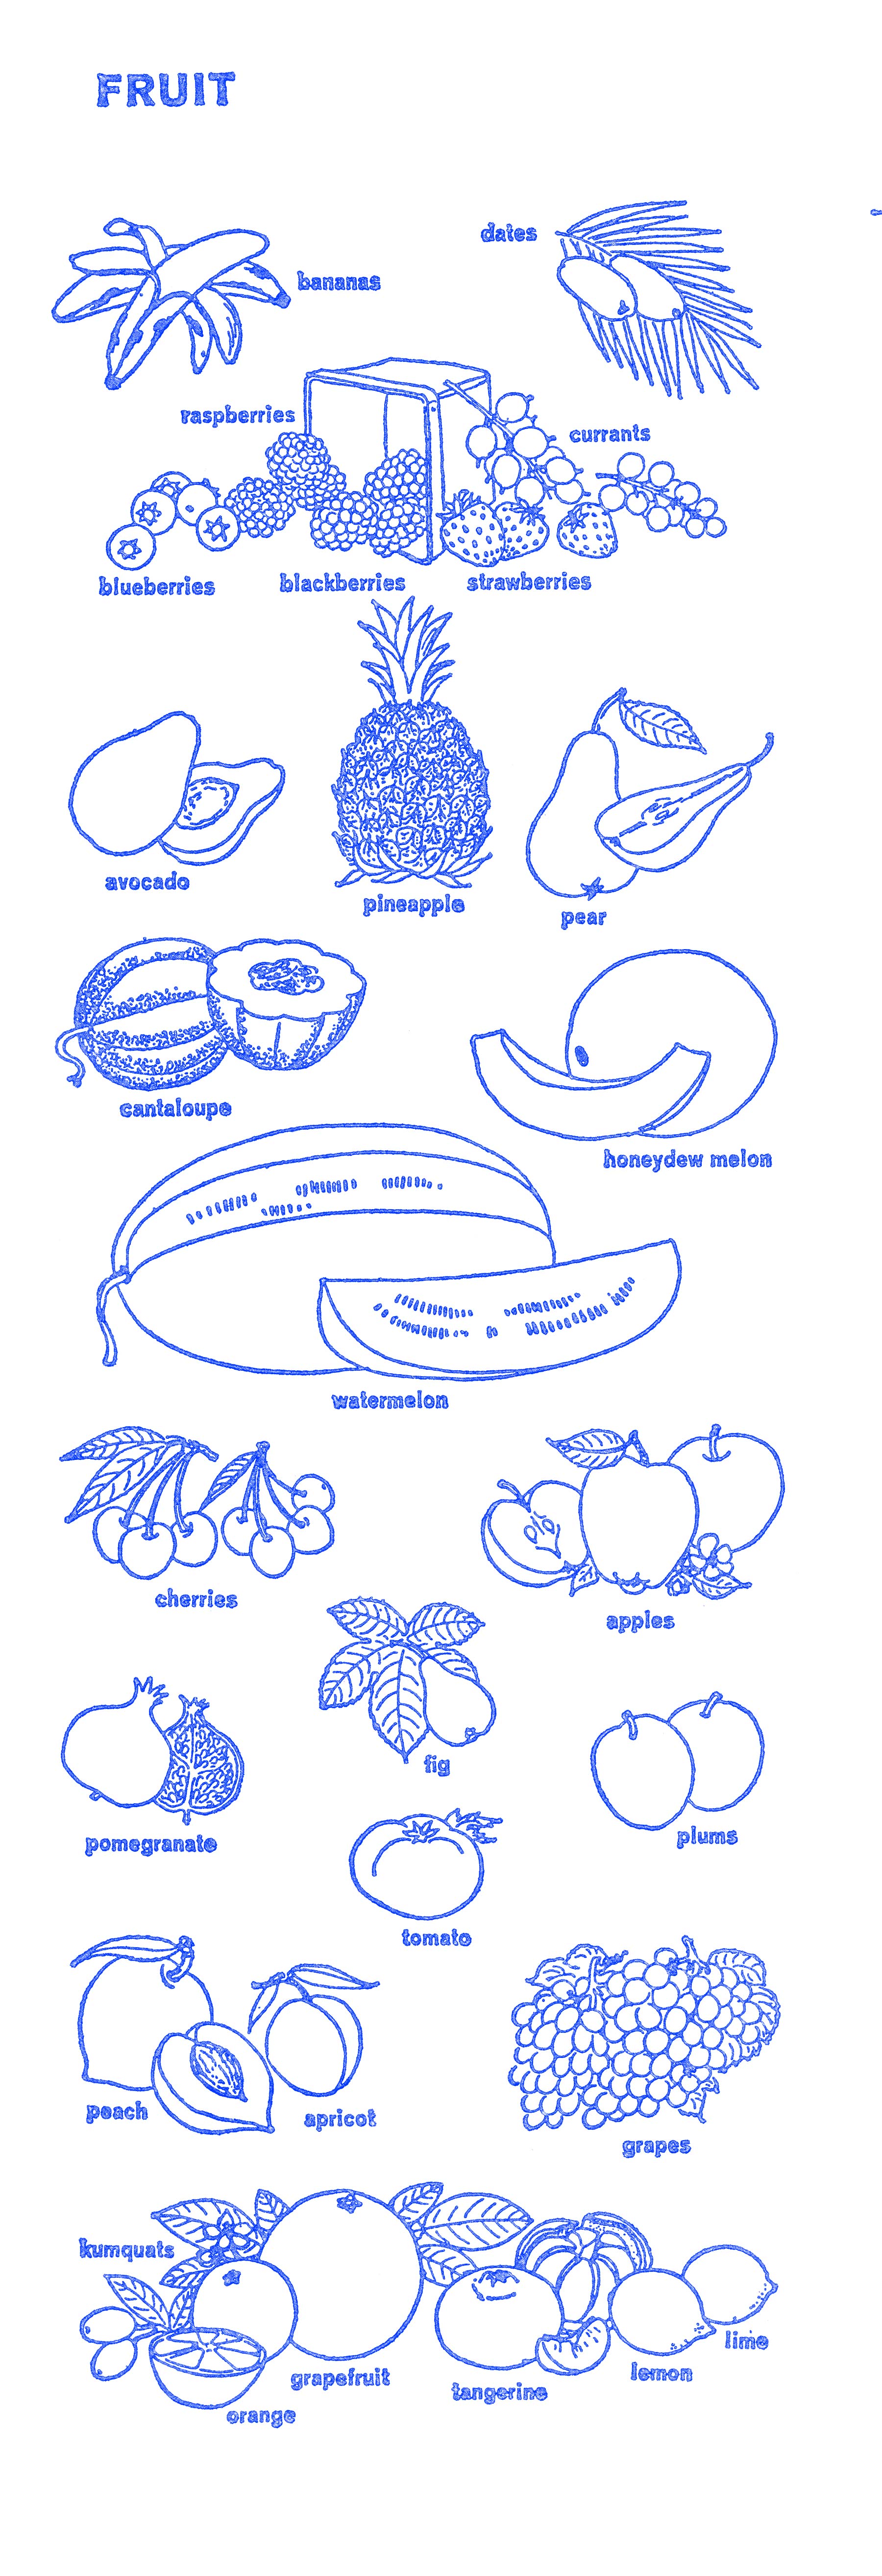 FRUIT
dates
bananas
raspberries
currants
blueberries
blackberries
strawberries
avocado
pineapple
pear
cantaloupe
honeydew melon
watermelon
cherries
apples
fig
pomegranate
plums
tomato
peach
apricot
grapes
kumquats
lime
grapefruit
lemon
tangerine
orange